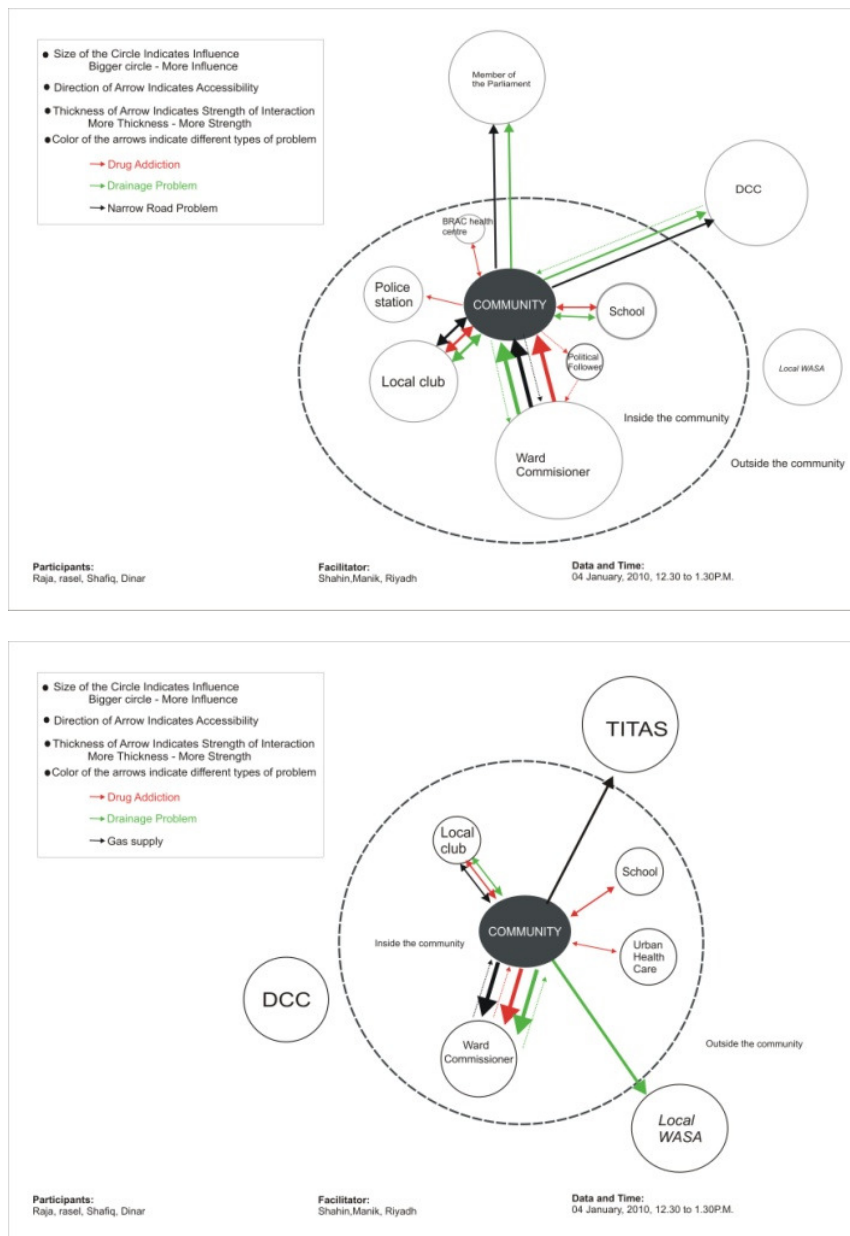 ● Size of the Circle Indicates Influence
Bigger circle - More Influence
● Direction of Arrow Indicates Accessibility
● Thickness of Arrow Indicates Strength of Interaction
More Thickness - More Strength
● Color of the arrows indicate different types of problem
Drug Addiction
Drainage Problem
Narrow Road Problem
Member of
the Parliament
DCC
BRAC health
centre
Police
station
COMMUNITY
School
Political
Follower
Local club
Local WASA
Inside the community
Ward
Commisioner
Outside the community
Participants:
Raja, rasel, Shafiq, Dinar
Facilitator:
Shahin,Manik, Riyadh
Data and Time:
04 January, 2010, 12.30 to 1.30P.M.
● Size of the Circle Indicates Influence
Bigger circle - More Influence
● Direction of Arrow Indicates Accessibility
● Thickness of Arrow Indicates Strength of Interaction
More Thickness - More Strength
● Color of the arrows indicate different types of problem
Drug Addiction
Drainage Problem
Gas supply
TITAS
Local
club
School
COMMUNITY
Inside the community
Urban
Health
Care
DCC
Ward
Commissioner
Outside the community
Local
WASA
Participants:
Raja, rasel, Shafiq, Dinar
Facilitator:
Shahin,Manik, Riyadh
Data and Time:
04 January, 2010, 12.30 to 1.30P.M.